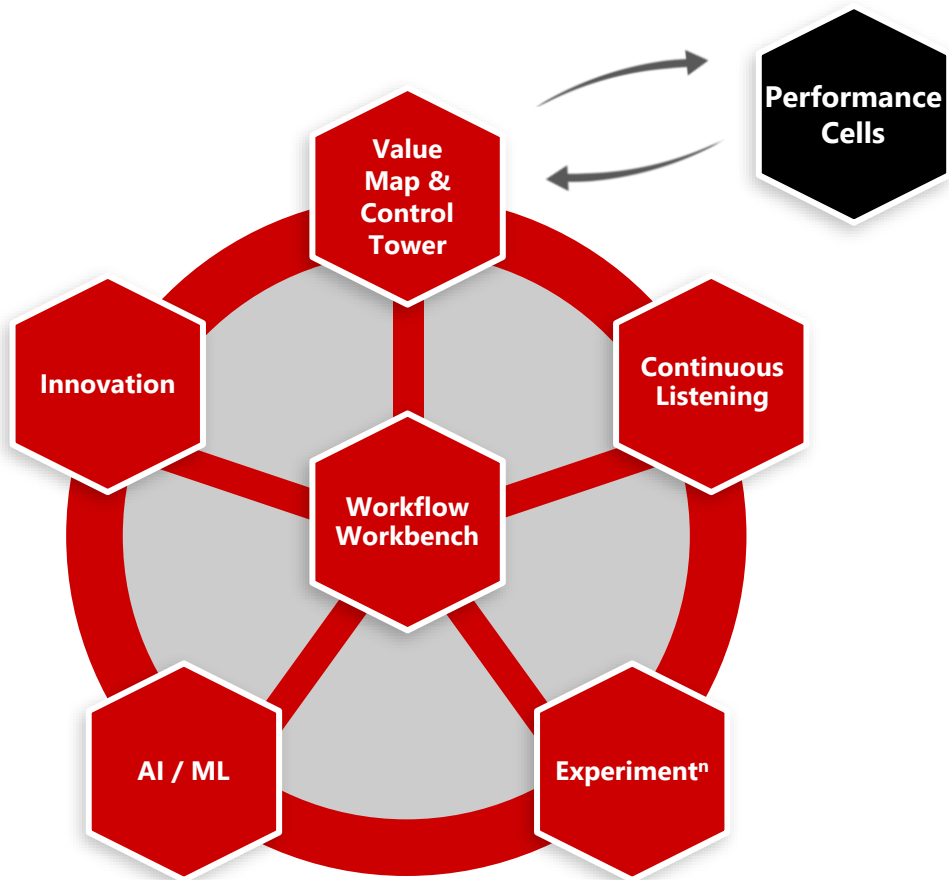 Performance
Cells
Value
Map &
Control
Tower
Innovation
Continuous
Listening
Workflow
Workbench
AI / ML
Experimentⁿ